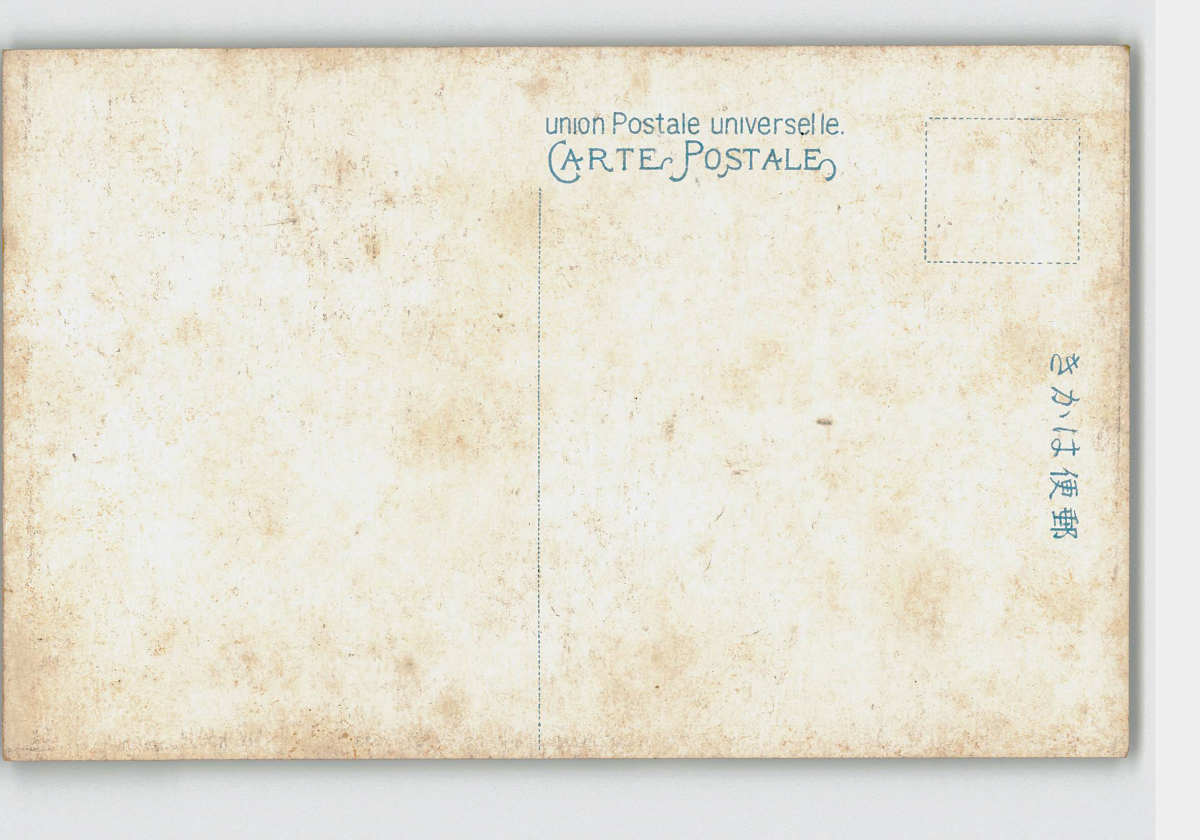 union Postale universelle.
CARTE POSTALE
きかは便郵